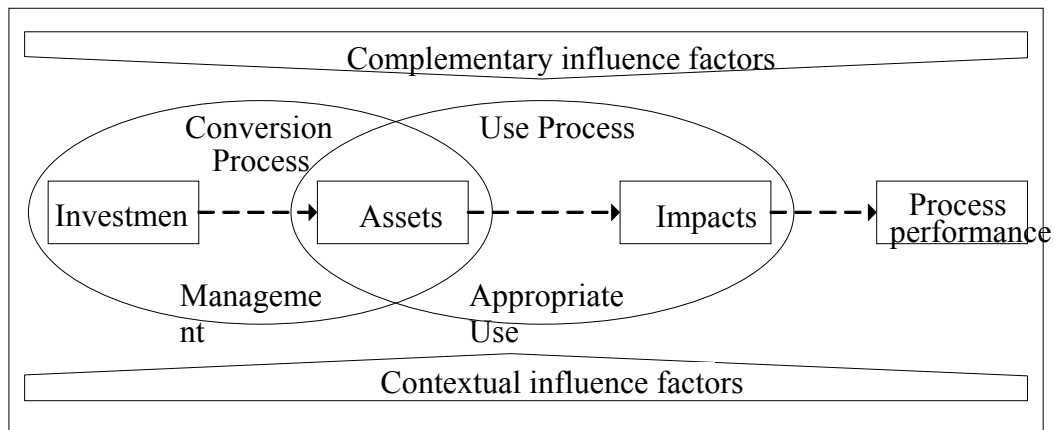 Complementary influence factors
Conversion
Process
Use Process
Investmen
Assets
Impacts
Process
performance
Manageme
nt
Appropriate
Use
Contextual influence factors